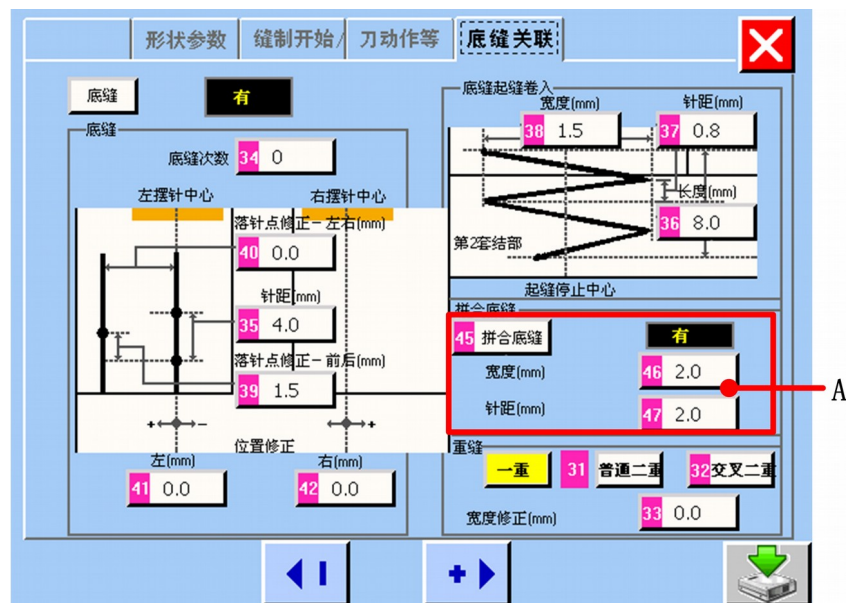 形状参数 缝制开始/ 刀动作等 底缝关联
底缝 有
底缝
底缝次数 34 0
左摆针中心 右摆针中心
落针点修正-左右(mm)
40 0.0
针距(mm)
35 4.0
落针点修正-前后(mm)
39 1.5
+ - - +
位置修正
左(mm) 右(mm)
41 0.0 42 0.0
底缝起缝卷入
宽度(mm) 针距(mm)
38 1.5 37 0.8
长度(mm)
36 8.0
第2套结部
起缝停止中心
拼合底缝
45 拼合底缝 有
宽度(mm) 46 2.0
A
针距(mm) 47 2.0
重缝
一重 31 普通二重 32 交叉二重
宽度修正(mm) 33 0.0